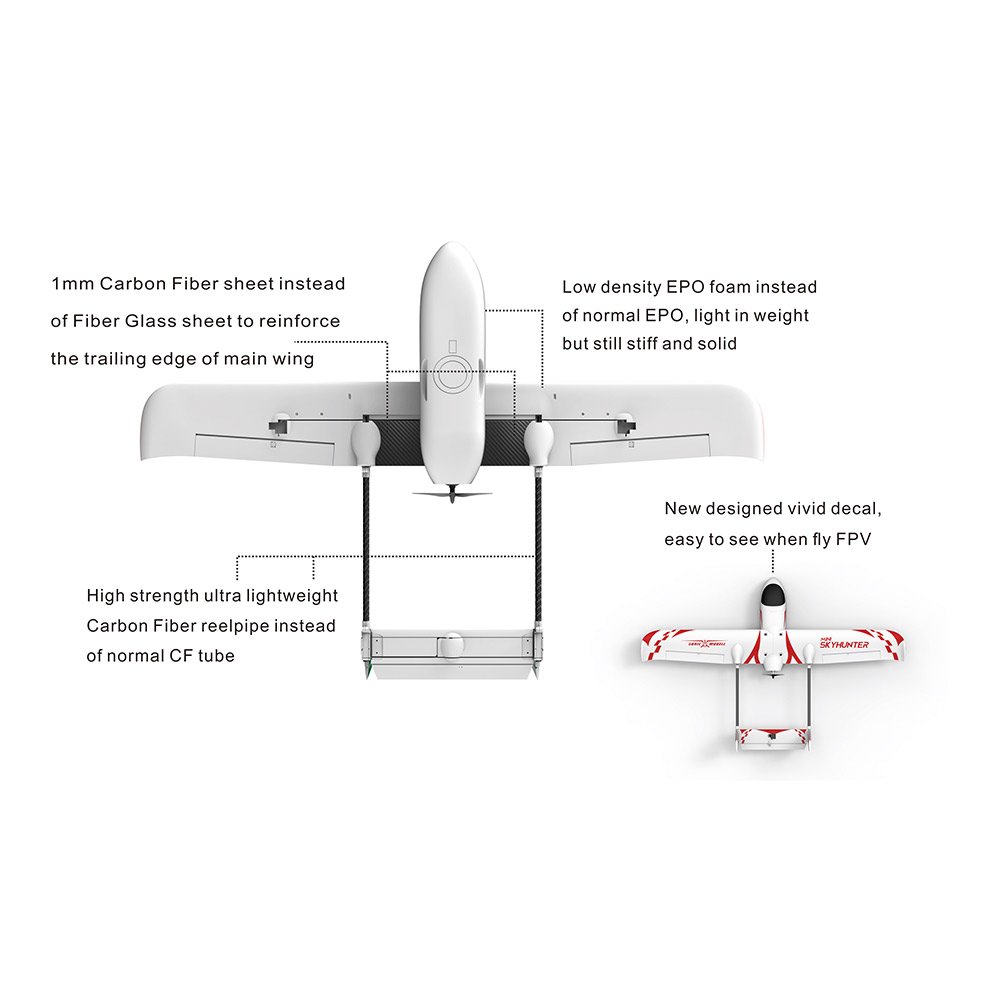 1mm Carbon Fiber sheet instead
of Fiber Glass sheet to reinforce
the trailing edge of main wing
Low density EPO foam instead
of normal EPO, light in weight
but still stiff and solid
New designed vivid decal,
easy to see when fly FPV
High strength ultra lightweight
Carbon Fiber reelpipe instead
of normal CF tube
MINI
SKYHUNTER